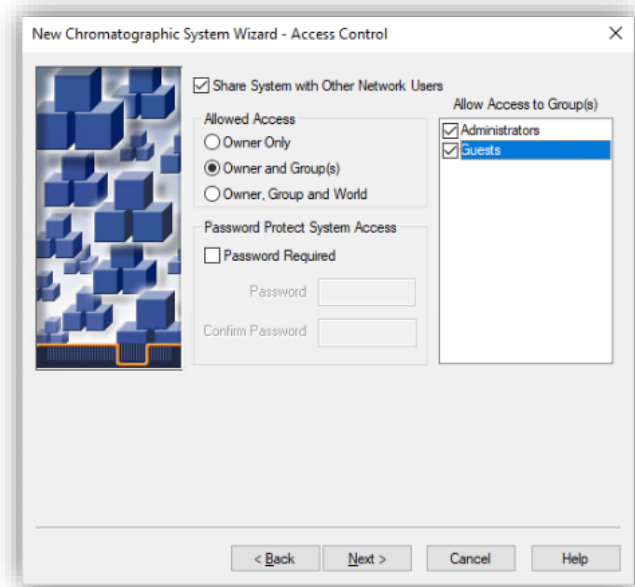 New Chromatographic System Wizard - Access Control
Share System with Other Network Users
Allowed Access
Owner Only
Owner and Group(s)
Owner, Group and World
Password Protect System Access
Password Required
Password
Confirm Password
Allow Access to Group(s)
Administrators
Guests
< Back
Next >
Cancel
Help